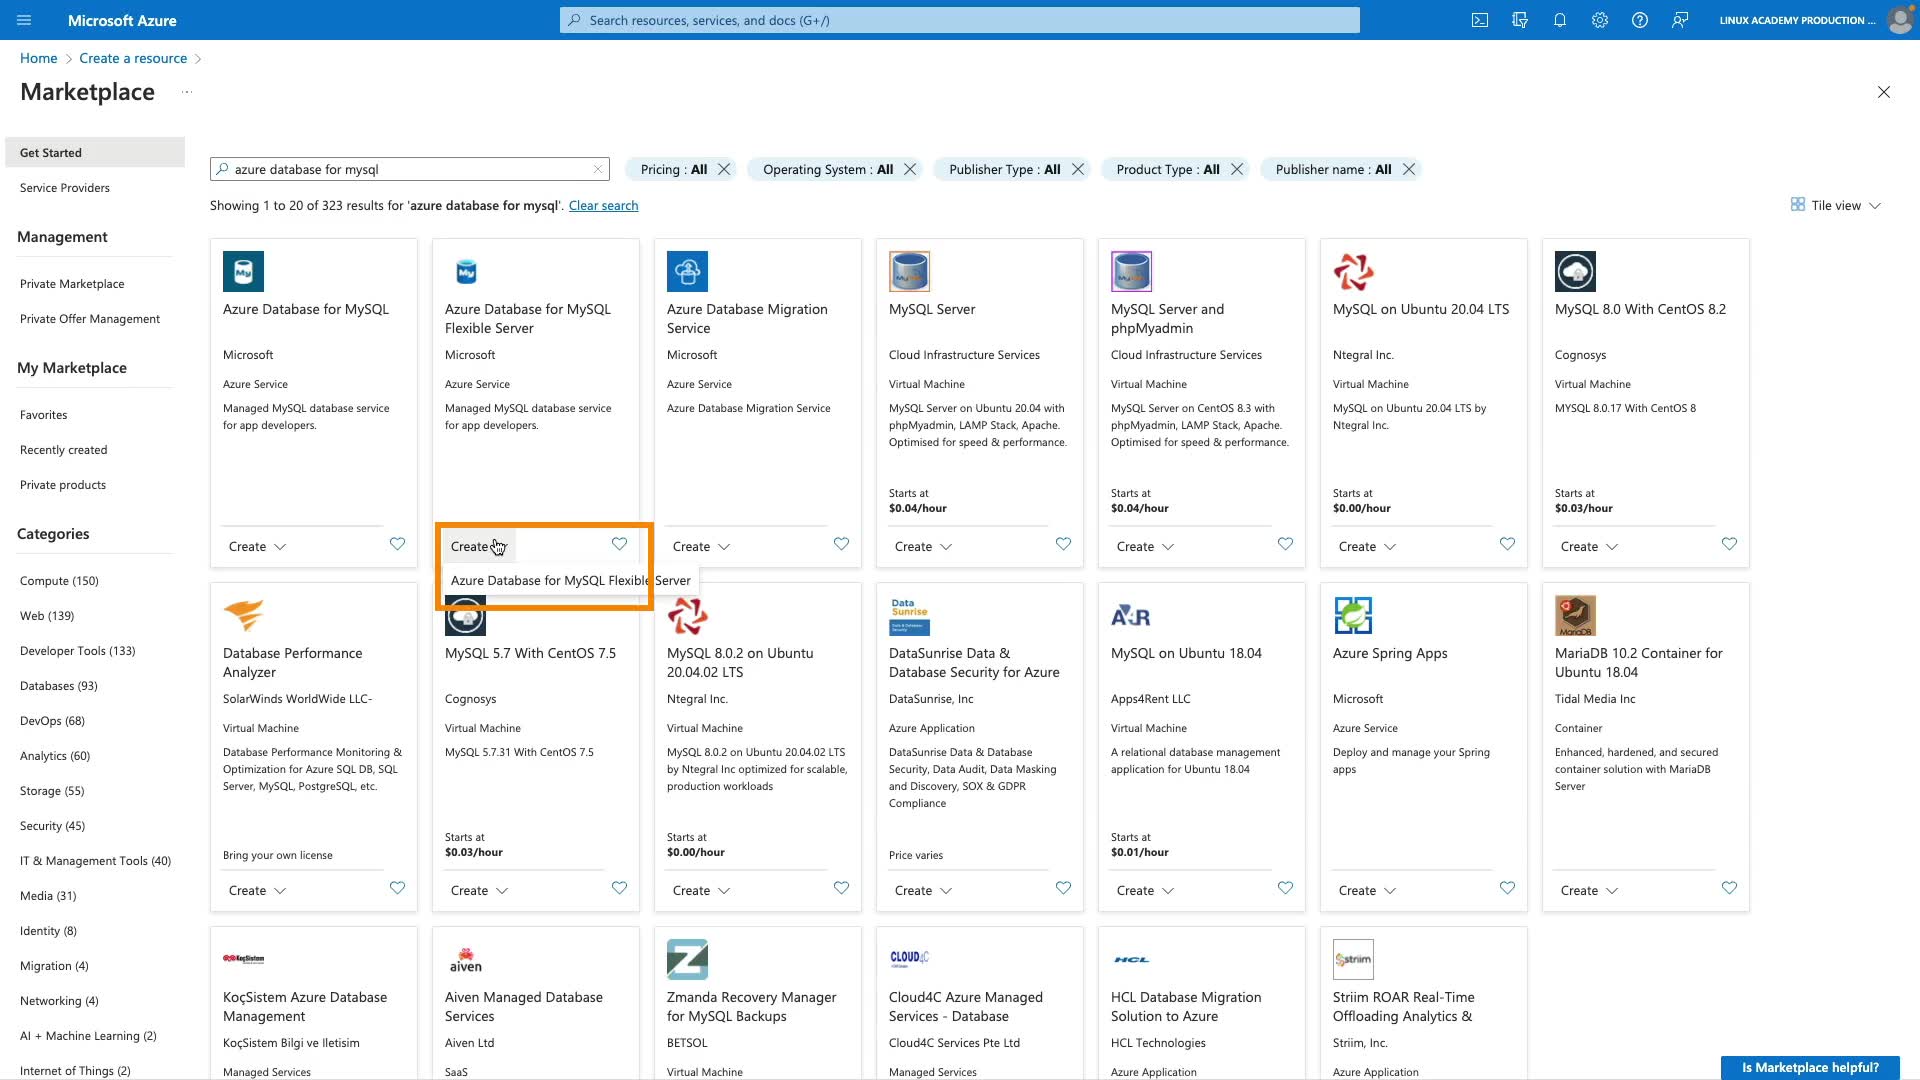 Microsoft Azure
Search resources, services, and docs (G+/)
LINUX ACADEMY PRODUCTION ...
Home
Create a resource
Marketplace
...
Get Started
Service Providers
Management
Private Marketplace
Private Offer Management
My Marketplace
Favorites
Recently created
Private products
Categories
Compute (150)
Web (139)
Developer Tools (133)
Databases (93)
DevOps (68)
Analytics (60)
Storage (55)
Security (45)
IT & Management Tools (40)
Media (31)
Identity (8)
Migration (4)
Networking (4)
AI + Machine Learning (2)
Internet of Things (2)
azure database for mysql
Pricing : All
Operating System : All
Publisher Type : All
Product Type : All
Publisher name : All
Showing 1 to 20 of 323 results for 'azure database for mysql'. Clear search
Tile view
My
Azure Database for MySQL
Microsoft
Azure Service
Managed MySQL database service
for app developers.
Create
My
Azure Database for MySQL
Flexible Server
Microsoft
Azure Service
Managed MySQL database service
for app developers.
Create
Azure Database for MySQL Flexible Server
Azure Database Migration
Service
Microsoft
Azure Service
Azure Database Migration Service
Create
MySQL Server
Cloud Infrastructure Services
Virtual Machine
MySQL Server on Ubuntu 20.04 with
phpMyadmin, LAMP Stack, Apache.
Optimised for speed & performance.
Starts at
$0.04/hour
Create
MySQL Server and
phpMyadmin
Cloud Infrastructure Services
Virtual Machine
MySQL Server on CentOS 8.3 with
phpMyadmin, LAMP Stack, Apache.
Optimised for speed & performance.
Starts at
$0.04/hour
Create
MySQL on Ubuntu 20.04 LTS
Ntegral Inc.
Virtual Machine
MySQL on Ubuntu 20.04 LTS by
Ntegral Inc.
Starts at
$0.00/hour
Create
MySQL 8.0 With CentOS 8.2
Cognosys
Virtual Machine
MYSQL 8.0.17 With CentOS 8
Starts at
$0.03/hour
Create
Database Performance
Analyzer
SolarWinds WorldWide LLC-
Virtual Machine
Database Performance Monitoring &
Optimization for Azure SQL DB, SQL
Server, MySQL, PostgreSQL, etc.
Bring your own license
Create
MySQL 5.7 With CentOS 7.5
Cognosys
Virtual Machine
MySQL 5.7.31 With CentOS 7.5
Starts at
$0.03/hour
Create
MySQL 8.0.2 on Ubuntu
20.04.02 LTS
Ntegral Inc.
Virtual Machine
MySQL 8.0.2 on Ubuntu 20.04.02 LTS
by Ntegral Inc optimized for scalable,
production workloads
Starts at
$0.00/hour
Create
Data
Sunrise
DataSunrise Data &
Database Security for Azure
DataSunrise, Inc
Azure Application
DataSunrise Data & Database
Security, Data Audit, Data Masking
and Discovery, SOX & GDPR
Compliance
Price varies
Create
A4R
MySQL on Ubuntu 18.04
Apps4Rent LLC
Virtual Machine
A relational database management
application for Ubuntu 18.04
Starts at
$0.01/hour
Create
Azure Spring Apps
Microsoft
Azure Service
Deploy and manage your Spring
apps
Create
MariaDB
MariaDB 10.2 Container for
Ubuntu 18.04
Tidal Media Inc
Container
Enhanced, hardened, and secured
container solution with MariaDB
Server
Create
KoçSistem
KoçSistem Azure Database
Management
KoçSistem Bilgi ve Iletisim
Managed Services
aiven
Aiven Managed Database
Services
Aiven Ltd
SaaS
Z
Zmanda Recovery Manager
for MySQL Backups
BETSOL
Virtual Machine
CLOUD4C
Cloud4C Azure Managed
Services - Database
Cloud4C Services Pte Ltd
Managed Services
HCL
HCL Database Migration
Solution to Azure
HCL Technologies
Azure Application
striim
Striim ROAR Real-Time
Offloading Analytics &
Striim, Inc.
Azure Application
Is Marketplace helpful?